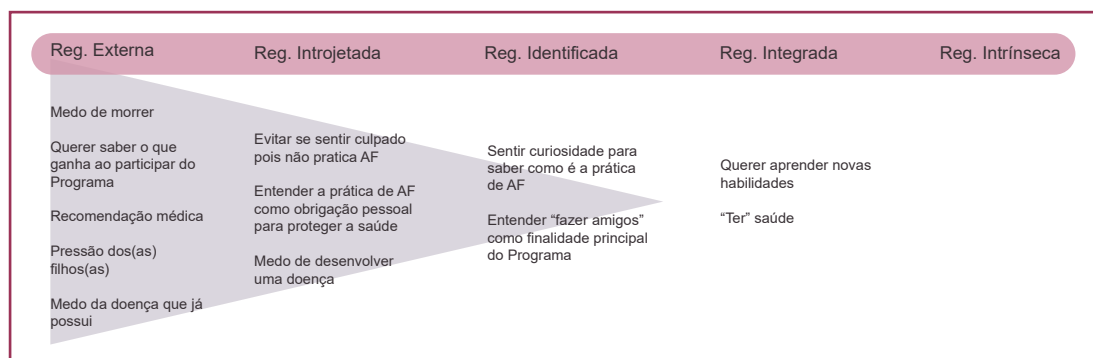 Reg. Externa
Reg. Introjetada
Reg. Identificada
Reg. Integrada
Reg. Intrínseca
Medo de morrer
Querer saber o que
ganha ao participar do
Programa
Recomendação médica
Pressão dos(as)
filhos(as)
Medo da doença que já
possui
Evitar se sentir culpado
pois não pratica AF
Entender a prática de AF
como obrigação pessoal
para proteger a saúde
Medo de desenvolver
uma doença
Sentir curiosidade para
saber como é a prática
de AF
Entender “fazer amigos”
como finalidade principal
do Programa
Querer aprender novas
habilidades
“Ter” saúde